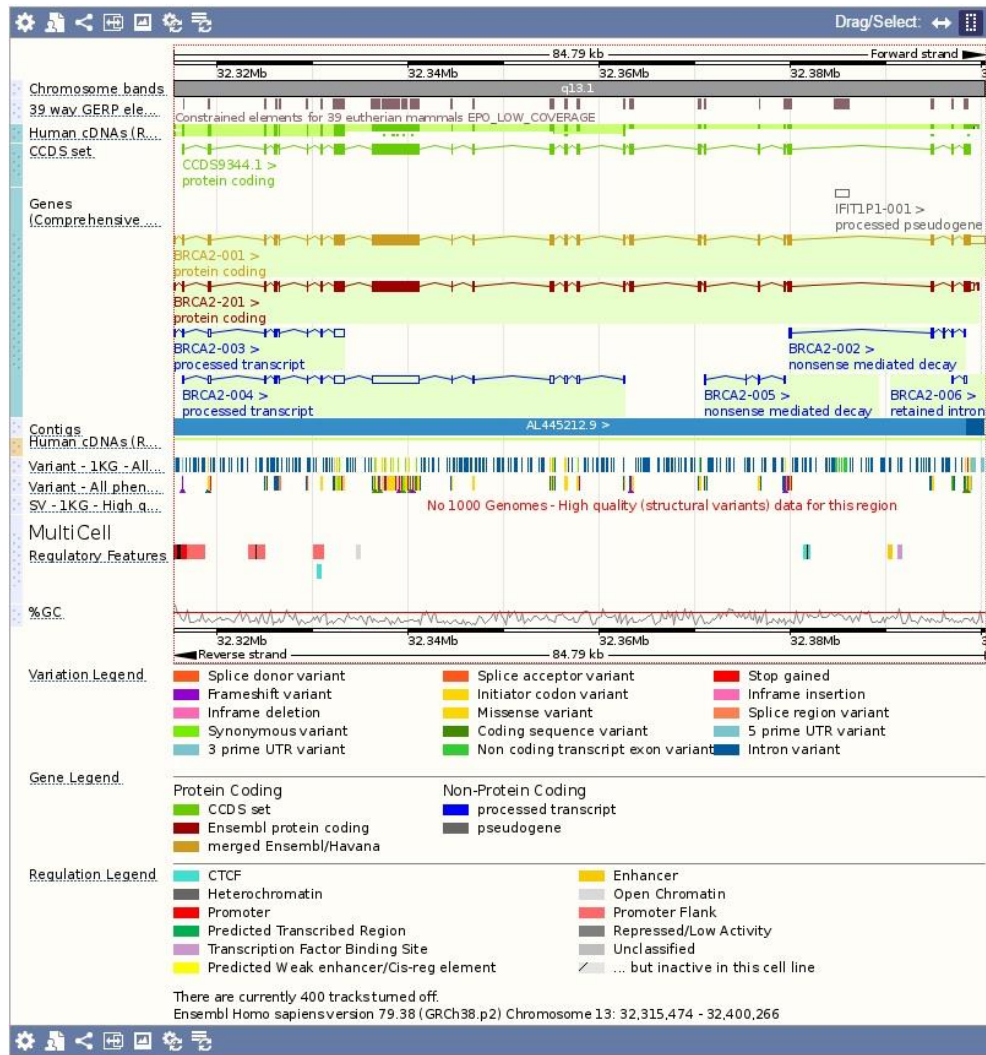 Drag/Select:
84.79 kb Forward strand
32.32Mb 32.34Mb 32.36Mb 32.38Mb
Chromosome bands q13.1
39 way GERP ele...
Constrained elements for 39 eutherian mammals EPO_LOW_COVERAGE
Human cDNAs (R...
CCDS set
CCDS9344.1 >
protein coding
Genes
(Comprehensive ...
IFIT1P1-001 >
processed pseudogene
BRCA2-001 >
protein coding
BRCA2-201 >
protein coding
BRCA2-003 > BRCA2-002 >
processed transcript nonsense mediated decay
BRCA2-004 > BRCA2-005 > BRCA2-006 >
processed transcript nonsense mediated decay retained intron
Contigs AL445212.9 >
Human cDNAs (R...
Variant - 1KG - All...
Variant - All phen...
SV - 1KG - High q... No 1000 Genomes - High quality (structural variants) data for this region
MultiCell
Regulatory Features
%GC
32.32Mb 32.34Mb 32.36Mb 32.38Mb
Reverse strand 84.79 kb
Variation Legend Splice donor variant Splice acceptor variant Stop gained
Frameshift variant Initiator codon variant Inframe insertion
Inframe deletion Missense variant Splice region variant
Synonymous variant Coding sequence variant 5 prime UTR variant
3 prime UTR variant Non coding transcript exon variant Intron variant
Gene Legend
Protein Coding Non-Protein Coding
CCDS set processed transcript
Ensembl protein coding pseudogene
merged Ensembl/Havana
Regulation Legend CTCF Enhancer
Heterochromatin Open Chromatin
Promoter Promoter Flank
Predicted Transcribed Region Repressed/Low Activity
Transcription Factor Binding Site Unclassified
Predicted Weak enhancer/Cis-reg element ... but inactive in this cell line
There are currently 400 tracks turned off.
Ensembl Homo sapiens version 79.38 (GRCh38.p2) Chromosome 13: 32,315,474 - 32,400,266